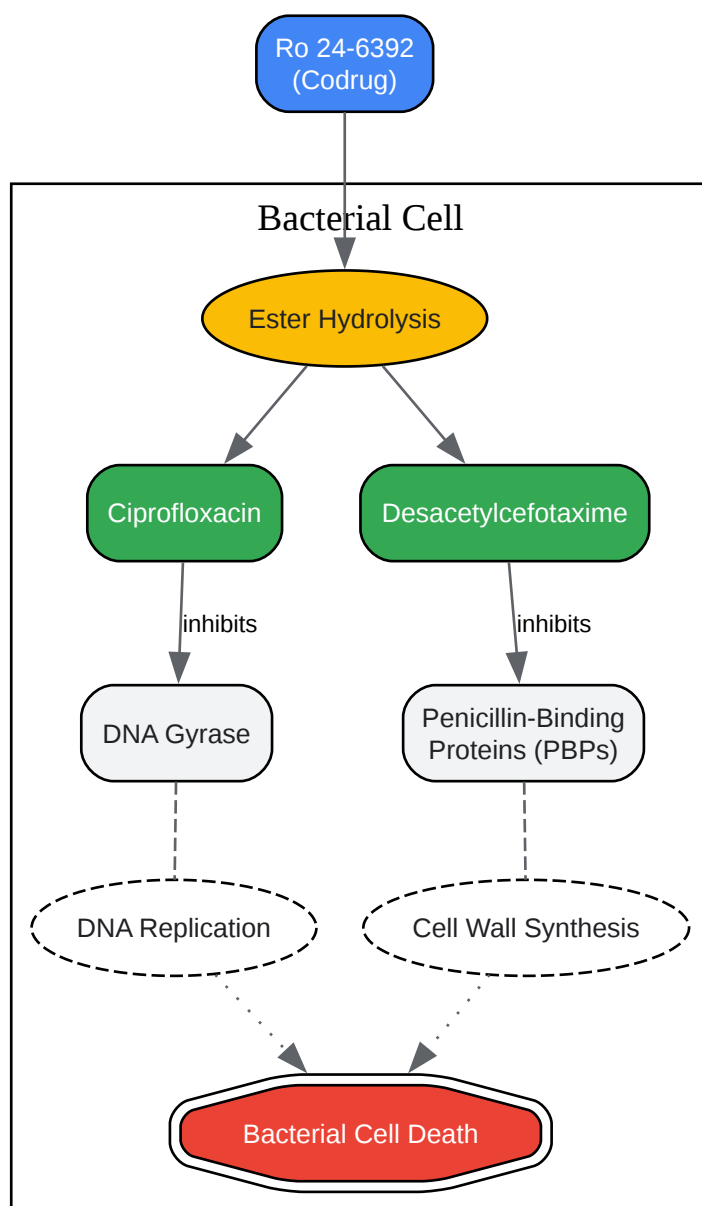 Ro 24-6392
(Codrug)
Bacterial Cell
Ester Hydrolysis
Ciprofloxacin
Desacetylcefotaxime
inhibits
inhibits
DNA Gyrase
Penicillin-Binding
Proteins (PBPs)
DNA Replication
Cell Wall Synthesis
Bacterial Cell Death